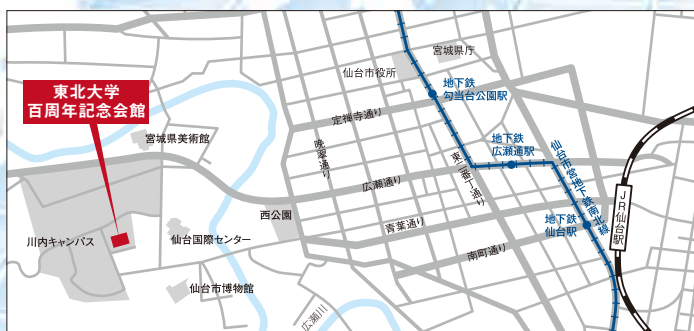 宮城県庁
仙台市役所
地下鉄
勾当台公園駅
東北大学
百周年記念会館
定禅寺通り
宮城県美術館
晩翠通り
地下鉄
広瀬通駅
東二番丁通り
仙台市営地下鉄南北線
広瀬通り
JR仙台駅
西公園
青葉通り
地下鉄
仙台駅
川内キャンパス
仙台国際センター
南町通り
仙台市博物館
広瀬川